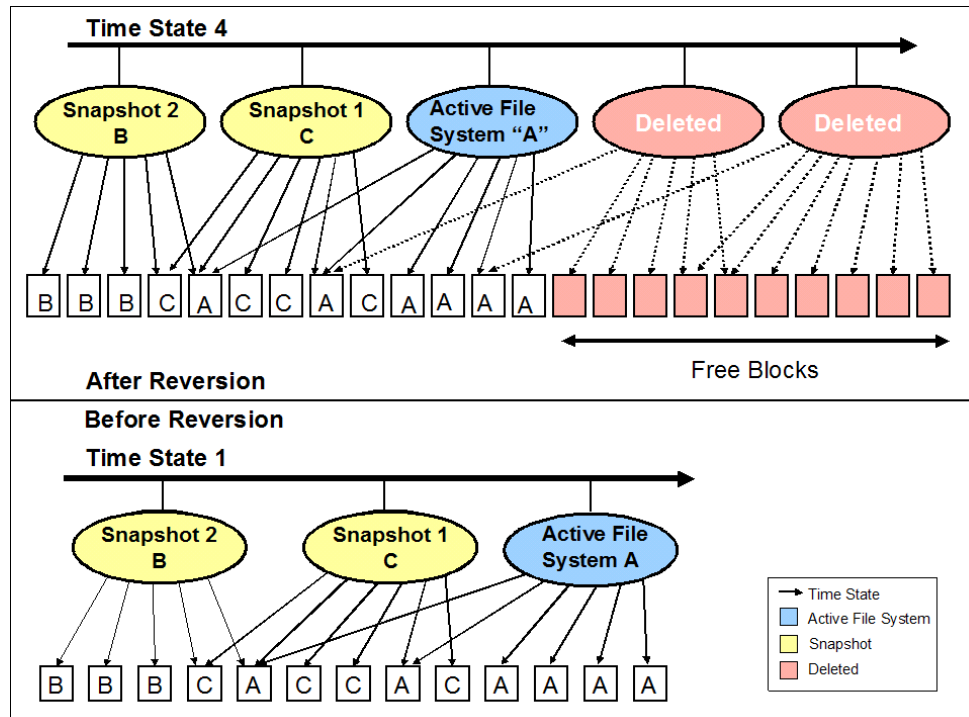 Time State 4
Snapshot 2
B
Snapshot 1
C
Active File
System “A”
Deleted
Deleted
B B B C A C C A C A A A A
Free Blocks
After Reversion
Before Reversion
Time State 1
Snapshot 2
B
Snapshot 1
C
Active File
System A
Time State
Active File System
Snapshot
Deleted
B B B C A C C A C A A A A